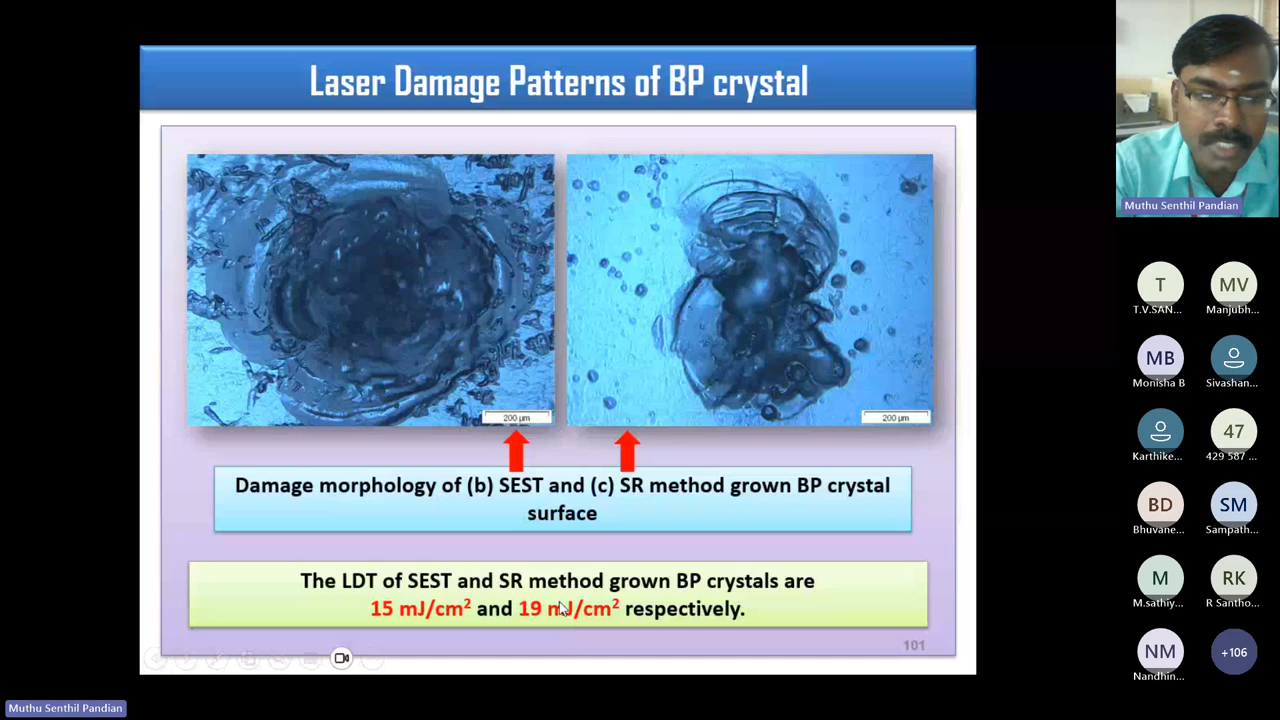 Laser Damage Patterns of BP crystal
200 µm
200 µm
Damage morphology of (b) SEST and (c) SR method grown BP crystal
surface
The LDT of SEST and SR method grown BP crystals are
15 mJ/cm² and 19 mJ/cm² respectively.
101
Muthu Senthil Pandian
T
MV
T.V.SAN...
Manjubh...
MB
Monisha B
Sivashan...
47
Karthike...
429 587 ...
BD
SM
Bhuvane...
Sampath...
M
RK
M.sathiy...
R Santho...
NM
+106
Nandhin...
Muthu Senthil Pandian